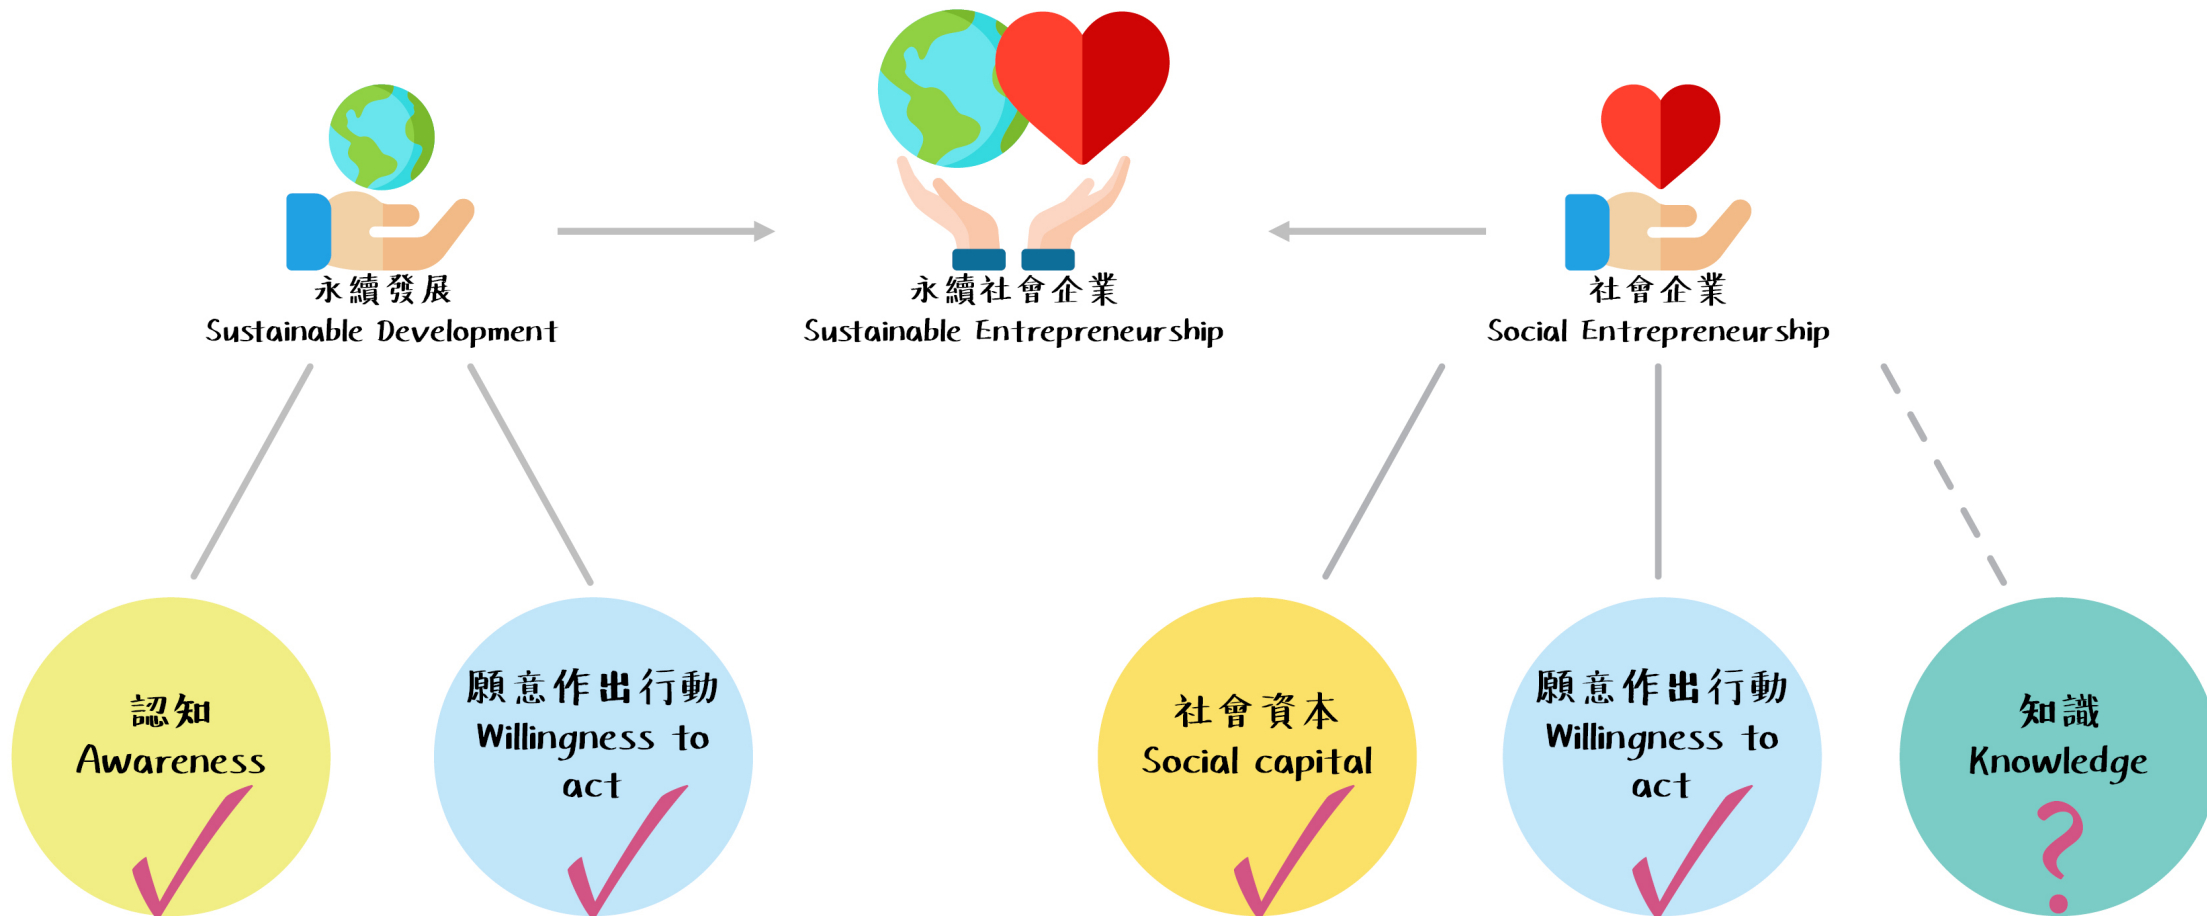 永續發展
Sustainable Development
永續社會企業
Sustainable Entrepreneurship
社會企業
Social Entrepreneurship
認知
Awareness
願意作出行動
Willingness to
act
社會資本
Social capital
願意作出行動
Willingness to
act
知識
Knowledge
?